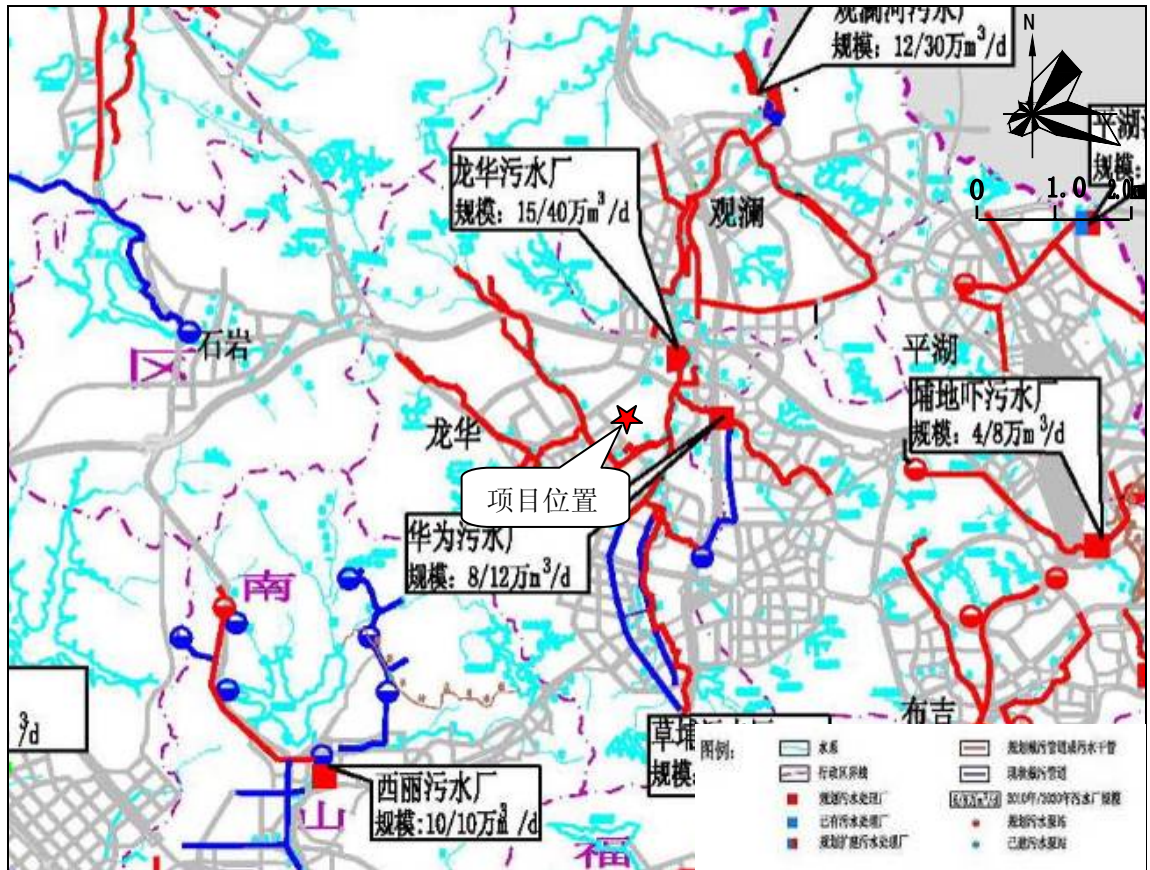 观澜河污水厂
规模: 12/30万m³/d
N
平湖
规模:
0 1.0 2.0
龙华污水厂
规模: 15/40万m³/d
观澜
石岩
区
平湖
埔地吓污水厂
规模: 4/8万m³/d
龙华
项目位置
华为污水厂
规模: 8/12万m³/d
南
布吉
³/d
草埔
规模:
西丽污水厂
规模:10/10万m³/d
山
福
图例:
水系
规划截污管道或污水干管
行政区界线
现状截污管道
规划污水处理厂
2010年/2020年污水厂规模
已有污水处理厂
规划污水泵站
规划扩建污水处理厂
已建污水泵站